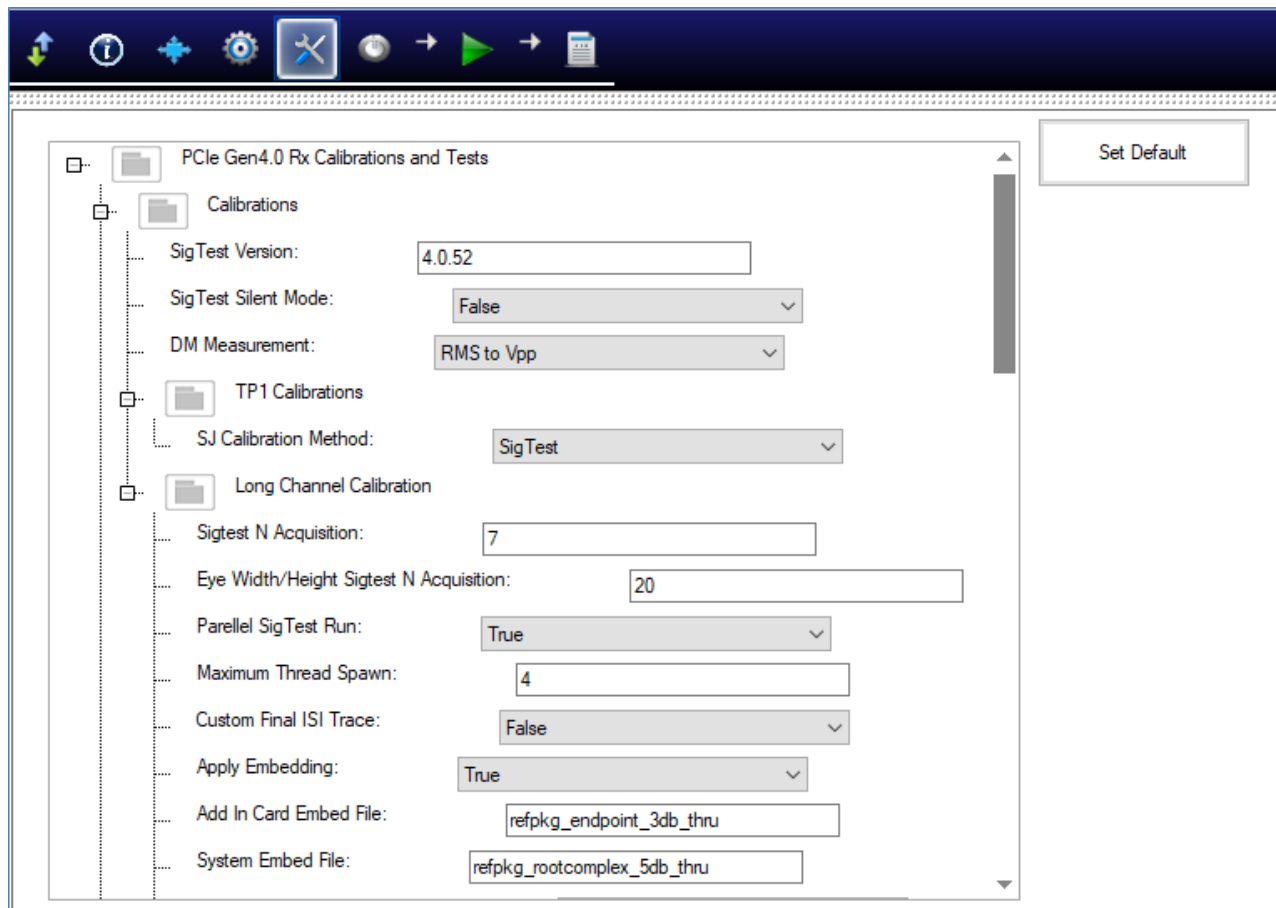 PCIe Gen4.0 Rx Calibrations and Tests
Set Default
Calibrations
SigTest Version: 4.0.52
SigTest Silent Mode: False
DM Measurement: RMS to Vpp
TP1 Calibrations
SJ Calibration Method: SigTest
Long Channel Calibration
Sigtest N Acquisition: 7
Eye Width/Height Sigtest N Acquisition: 20
Parellel SigTest Run: True
Maximum Thread Spawn: 4
Custom Final ISI Trace: False
Apply Embedding: True
Add In Card Embed File: refpkg_endpoint_3db_thru
System Embed File: refpkg_rootcomplex_5db_thru